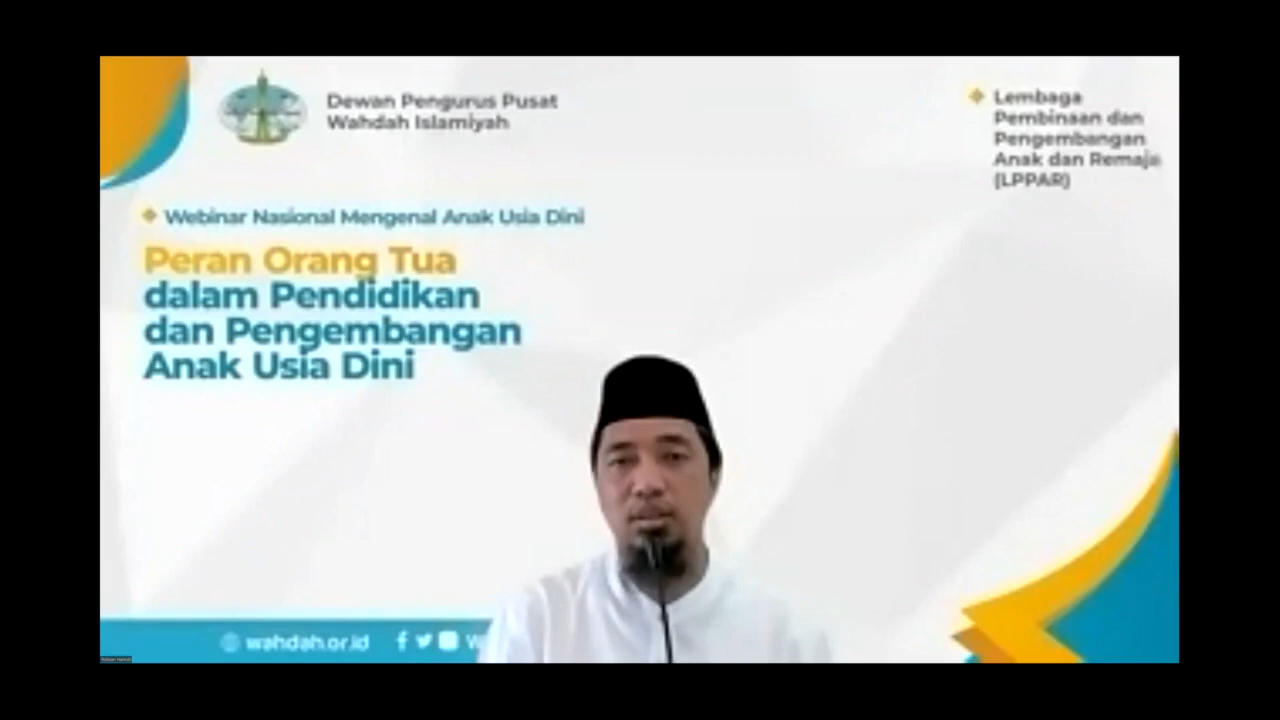 Dewan Pengurus Pusat
Wahdah Islamiyah
Lembaga
Pembinaan dan
Pengembangan
Anak dan Remaja
(LPPAR)
Webinar Nasional Mengenal Anak Usia Dini
Peran Orang Tua
dalam Pendidikan
dan Pengembangan
Anak Usia Dini
wahdah.or.id